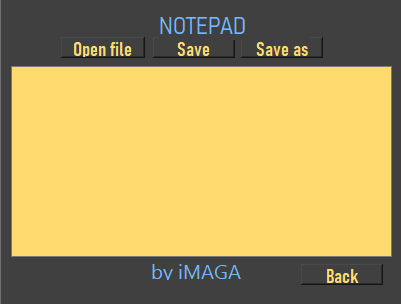 NOTEPAD
Open file Save Save as
by iMAGA
Back